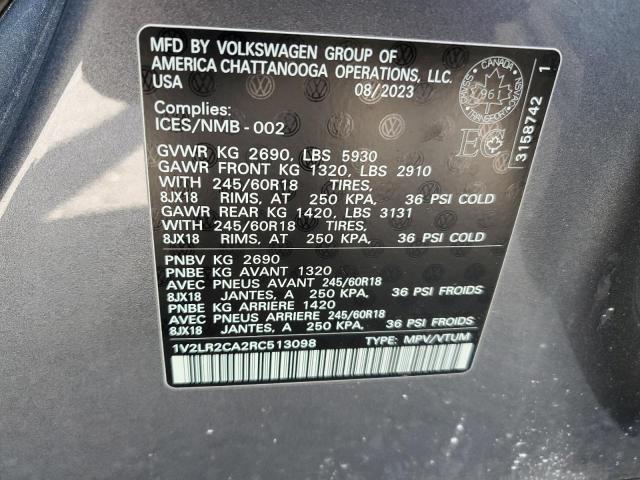 MFD BY VOLKSWAGEN GROUP OF
AMERICA CHATTANOOGA OPERATIONS, LLC.
USA
08/2023
Complies:
ICES/NMB - 002
GVWR KG 2690, LBS 5930
GAWR FRONT KG 1320, LBS 2910
WITH 245/60R18 TIRES,
8JX18 RIMS, AT 250 KPA, 36 PSI COLD
GAWR REAR KG 1420, LBS 3131
WITH 245/60R18 TIRES,
8JX18 RIMS, AT 250 KPA, 36 PSI COLD
PNBV KG 2690
PNBE KG AVANT 1320
AVEC PNEUS AVANT 245/60R18
8JX18 JANTES, A 250 KPA, 36 PSI FROIDS
PNBE KG ARRIERE 1420
AVEC PNEUS ARRIERE 245/60R18
8JX18 JANTES, A 250 KPA, 36 PSI FROIDS
1V2LR2CA2RC513098 TYPE: MPV/VTUM
CANADA
TRANSPORT
961
EC
3158742 1